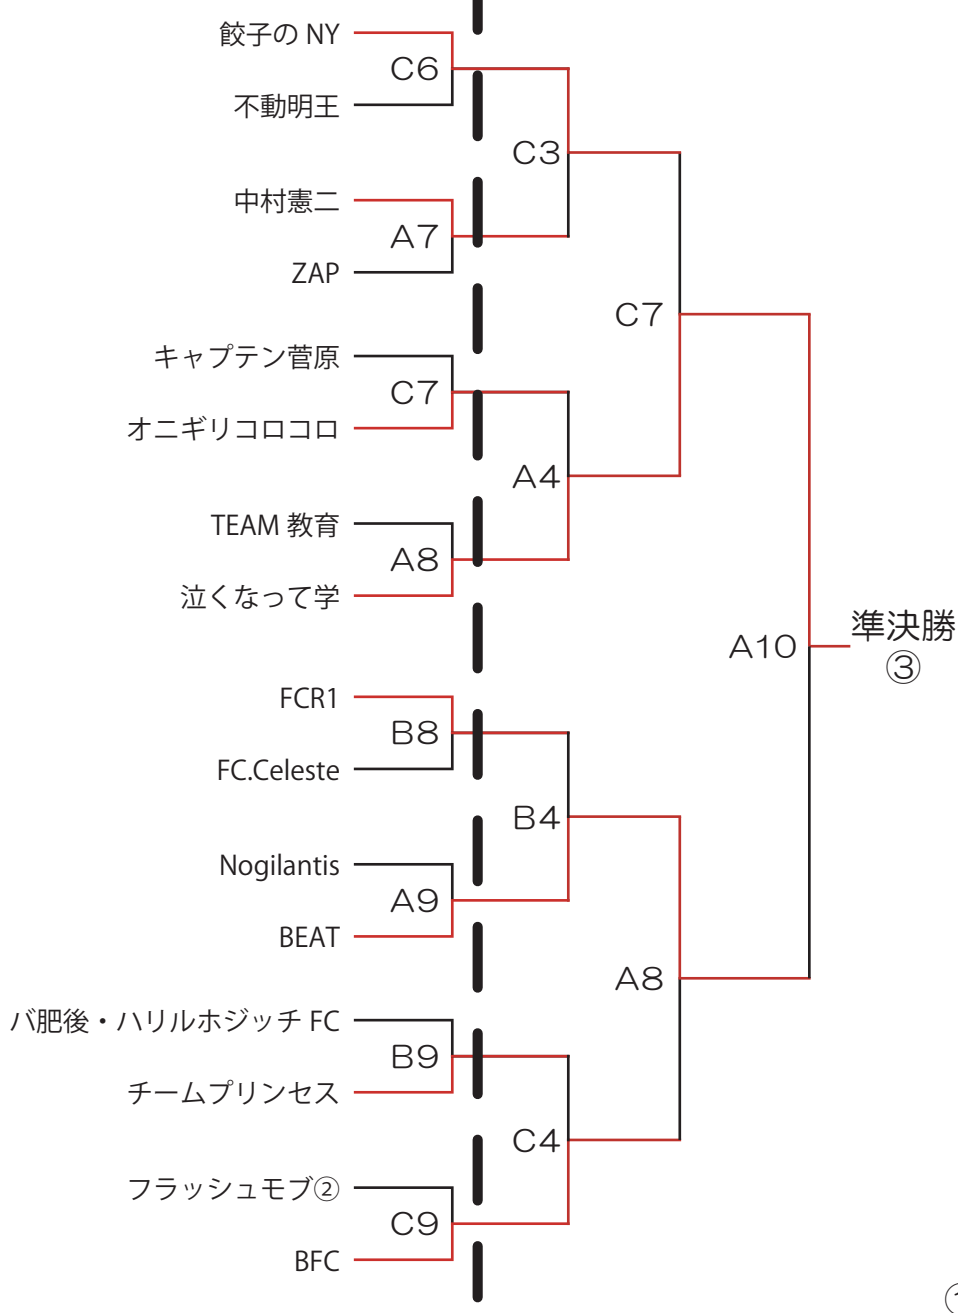 餃子の NY
C6
不動明王
C3
中村憲二
A7
ZAP
C7
キャプテン菅原
C7
オニギリコロコロ
A4
TEAM 教育
A8
泣くなって学
A10
準決勝
③
FCR1
B8
FC.Celeste
B4
Nogilantis
A9
BEAT
A8
バ肥後・ハリルホジッチ FC
B9
チームプリンセス
C4
フラッシュモブ②
C9
BFC